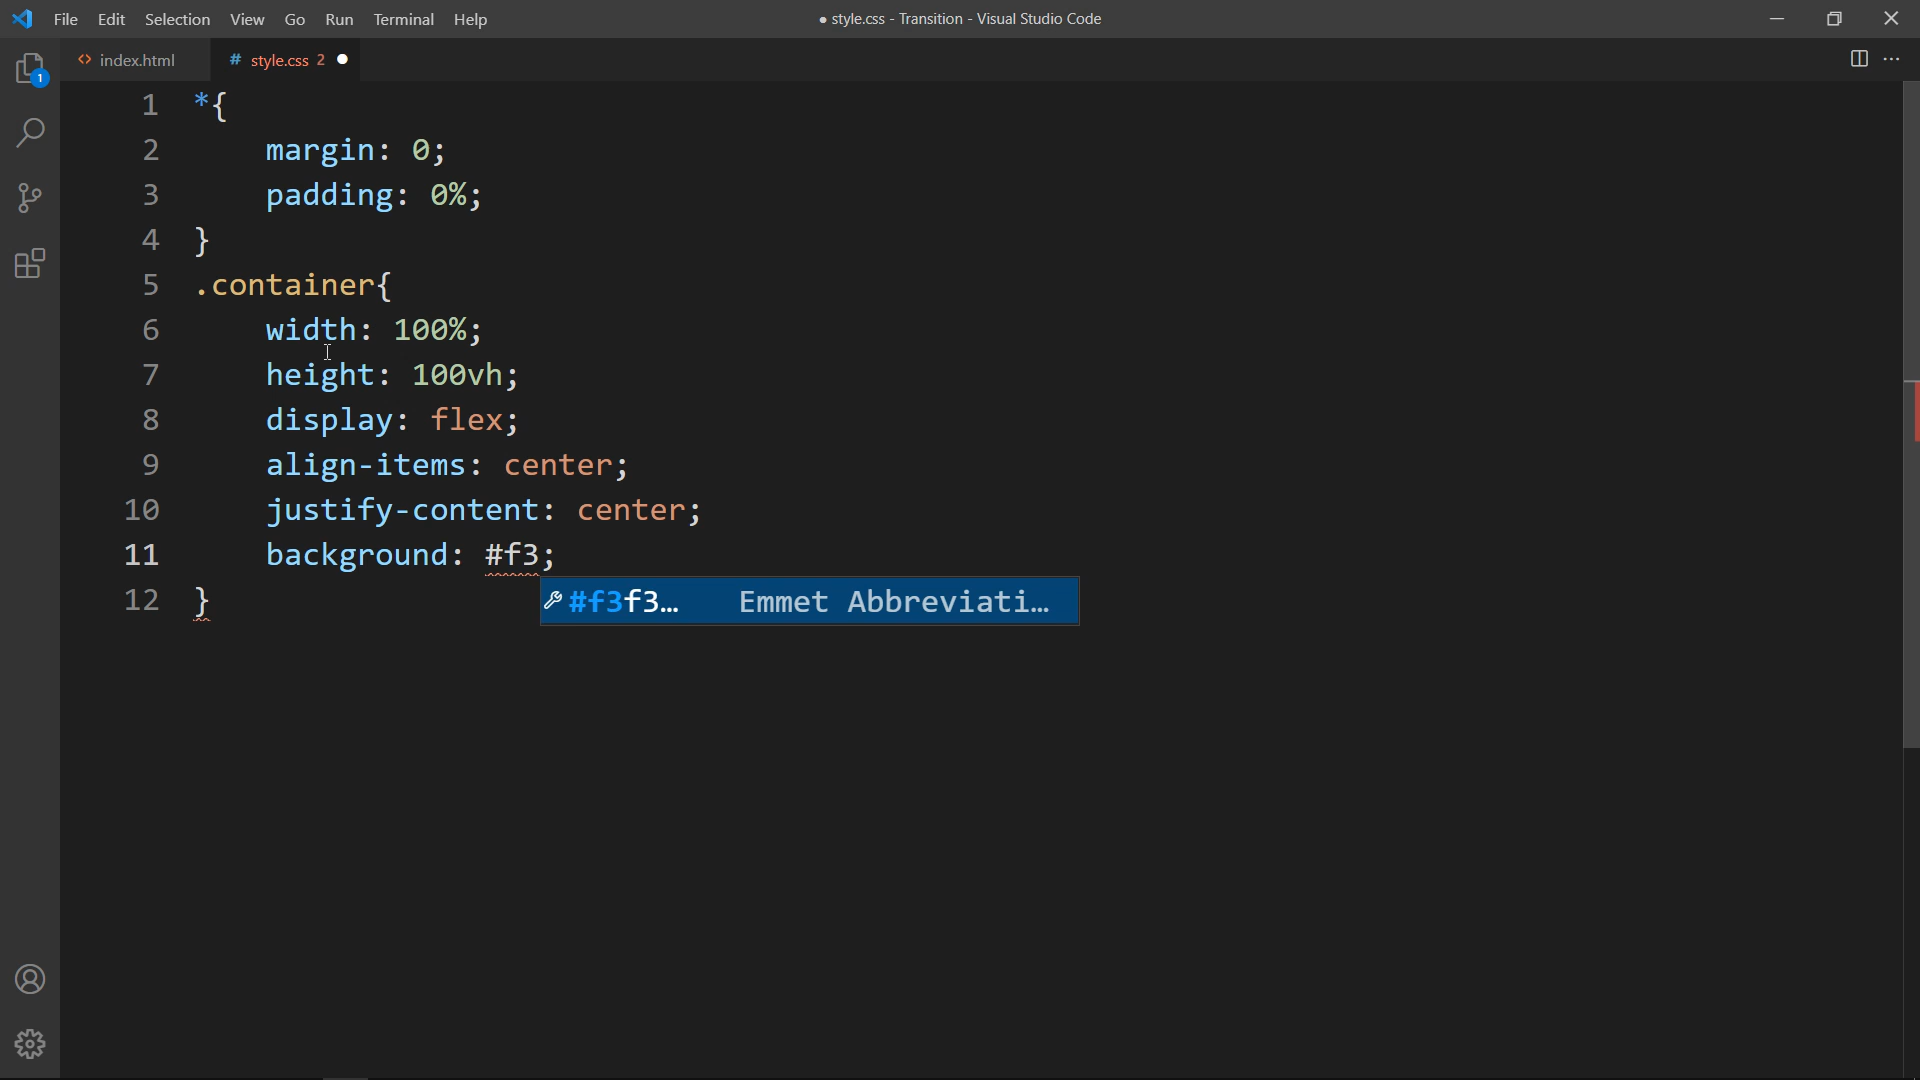 File Edit Selection View Go Run Terminal Help
● style.css - Transition - Visual Studio Code
1
<> index.html
# style.css 2 ●
1 *{
2 margin: 0;
3 padding: 0%;
4 }
5 .container{
6 width: 100%;
7 height: 100vh;
8 display: flex;
9 align-items: center;
10 justify-content: center;
11 background: #f3;
12 }
#f3f3… Emmet Abbreviati…